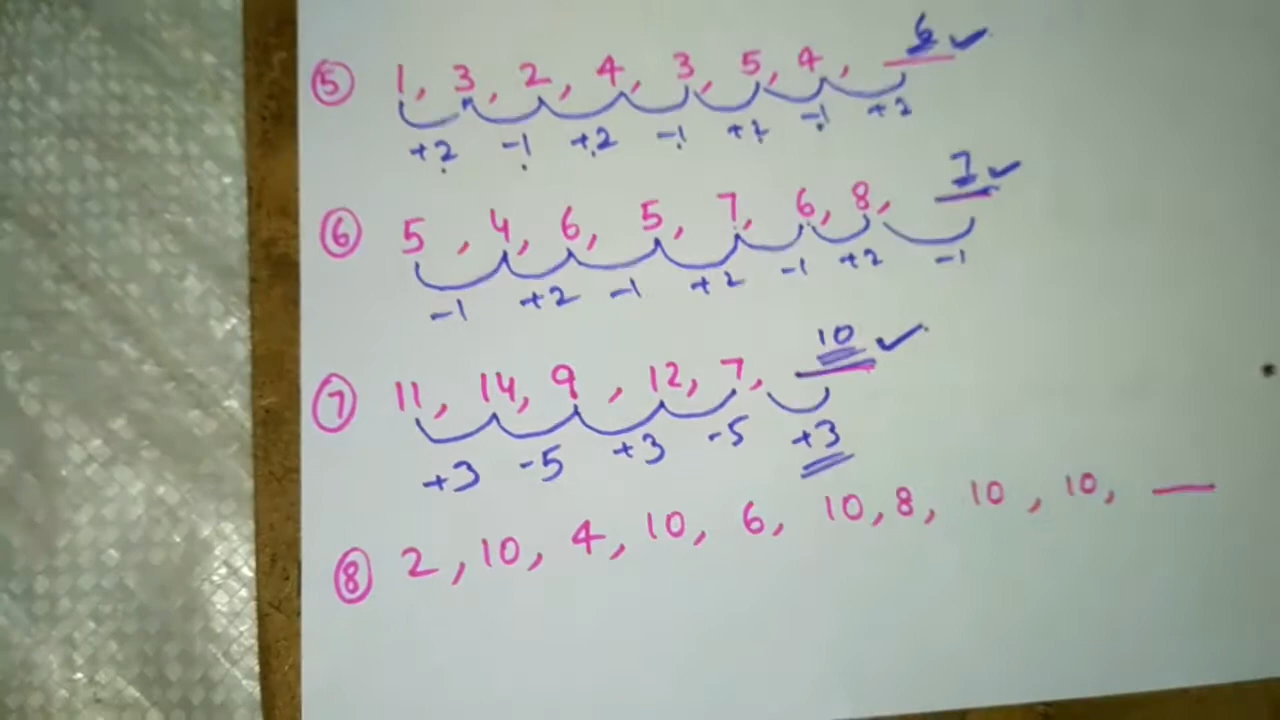 ⑤ 1, 3, 2, 4, 3, 5, 4, 6 ✓
+2 -1 +2 -1 +2 -1 +2
⑥ 5, 4, 6, 5, 7, 6, 8, 7 ✓
-1 +2 -1 +2 -1 +2 -1
⑦ 11, 14, 9, 12, 7, 10 ✓
+3 -5 +3 -5 +3
⑧ 2, 10, 4, 10, 6, 10, 8, 10, 10, __